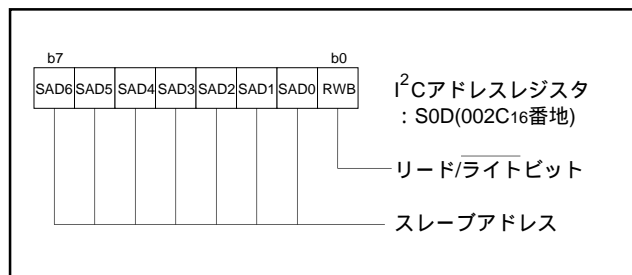 b7 b0
SAD6 SAD5 SAD4 SAD3 SAD2 SAD1 SAD0 RWB
I²Cアドレスレジスタ
：S0D(002C16番地)
リード/ライトビット
スレーブアドレス